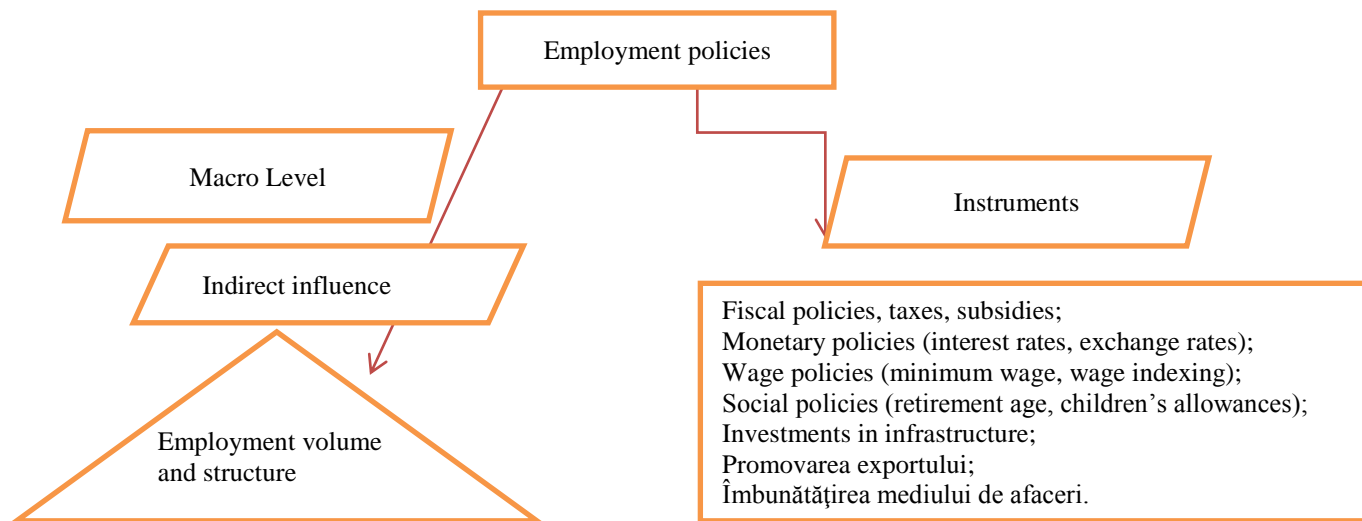 Employment policies
Macro Level
Instruments
Indirect influence
Employment volume
and structure
Fiscal policies, taxes, subsidies;
Monetary policies (interest rates, exchange rates);
Wage policies (minimum wage, wage indexing);
Social policies (retirement age, children’s allowances);
Investments in infrastructure;
Promovarea exportului;
Îmbunătăţirea mediului de afaceri.